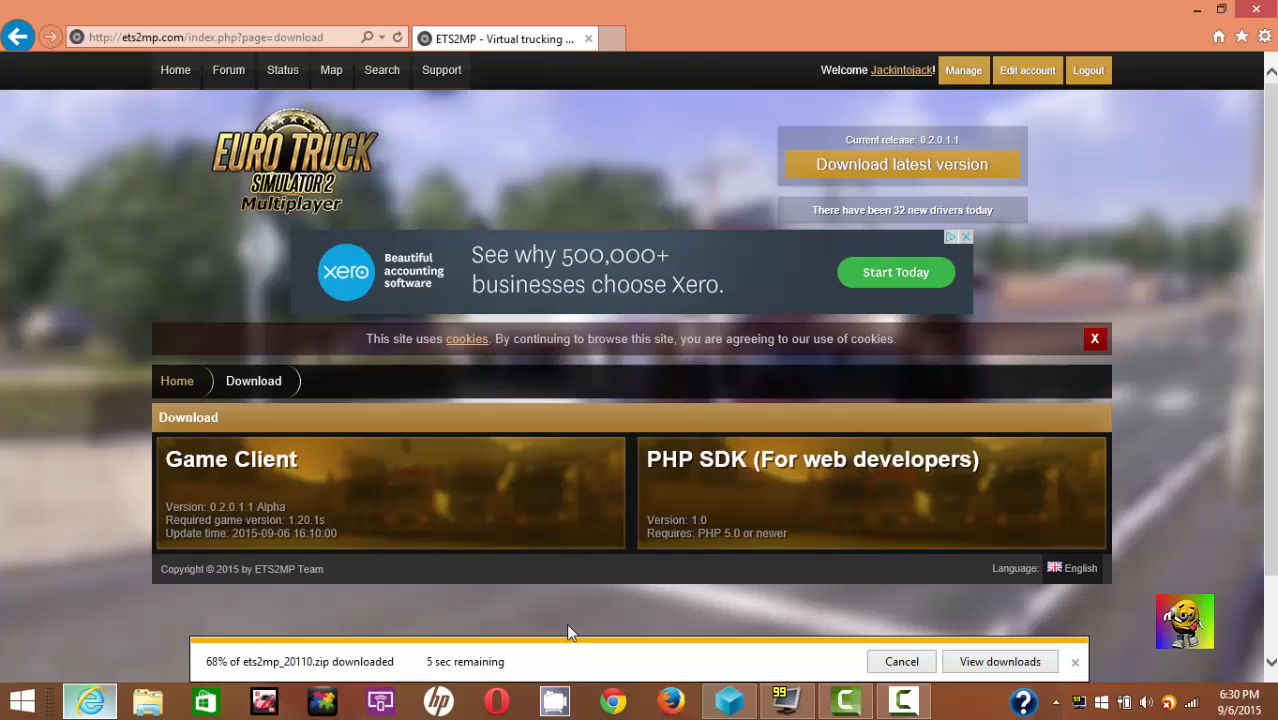 http://ets2mp.com/index.php?page=download
ETS2MP - Virtual trucking ...
Home Forum Status Map Search Support
Welcome Jackintojack! Manage Edit account Logout
EURO TRUCK
SIMULATOR 2
Multiplayer
Current release: 0.2.0.1.1
Download latest version
There have been 32 new drivers today
xero
Beautiful
accounting
software
See why 500,000+
businesses choose Xero.
Start Today
This site uses cookies. By continuing to browse this site, you are agreeing to our use of cookies.
X
Home Download
Download
Game Client
Version: 0.2.0.1.1 Alpha
Required game version: 1.20.1s
Update time: 2015-09-06 16:10:00
PHP SDK (For web developers)
Version: 1.0
Requires: PHP 5.0 or newer
Copyright © 2015 by ETS2MP Team
Language: English
68% of ets2mp_20110.zip downloaded 5 sec remaining
Cancel View downloads
hp
99
6:30 PM
9/6/2015